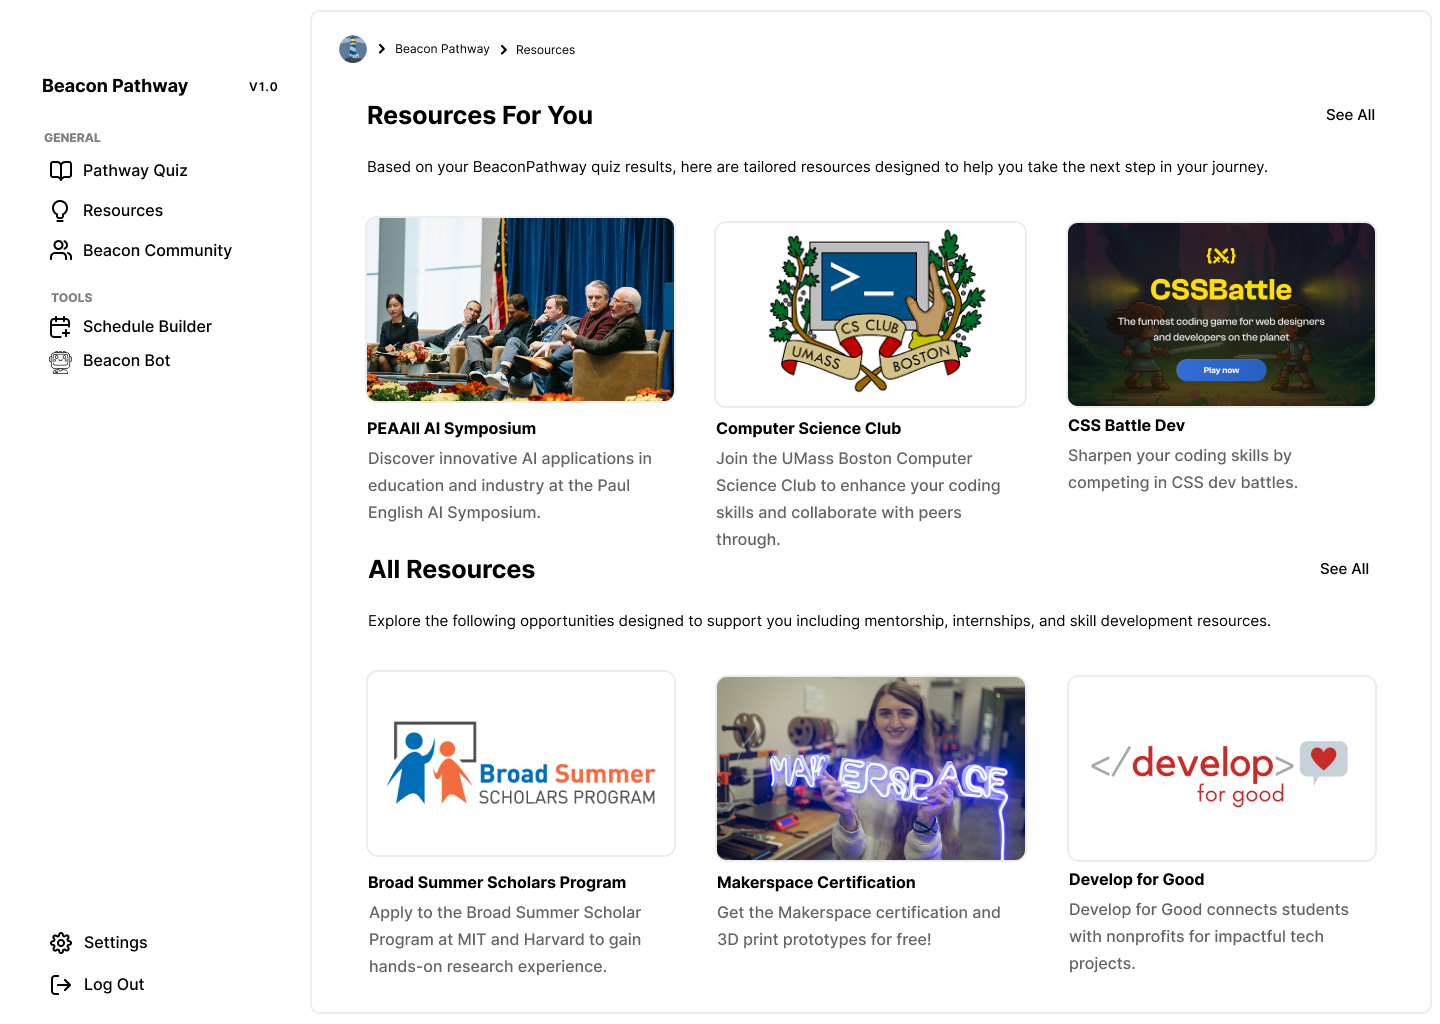 Beacon Pathway
V1.0
GENERAL
Pathway Quiz
Resources
Beacon Community
TOOLS
Schedule Builder
Beacon Bot
Settings
Log Out
Beacon Pathway
Resources
Resources For You
See All
Based on your BeaconPathway quiz results, here are tailored resources designed to help you take the next step in your journey.
>_
CS CLUB
UMASS
BOSTON
{⚔}
CSSBattle
The funnest coding game for web designers
and developers on the planet
Play now
PEAAII AI Symposium
Discover innovative AI applications in
education and industry at the Paul
English AI Symposium.
Computer Science Club
Join the UMass Boston Computer
Science Club to enhance your coding
skills and collaborate with peers
through.
CSS Battle Dev
Sharpen your coding skills by
competing in CSS dev battles.
All Resources
See All
Explore the following opportunities designed to support you including mentorship, internships, and skill development resources.
Broad Summer
SCHOLARS PROGRAM
MAKERSPACE
</develop>
for good
Broad Summer Scholars Program
Apply to the Broad Summer Scholar
Program at MIT and Harvard to gain
hands-on research experience.
Makerspace Certification
Get the Makerspace certification and
3D print prototypes for free!
Develop for Good
Develop for Good connects students
with nonprofits for impactful tech
projects.